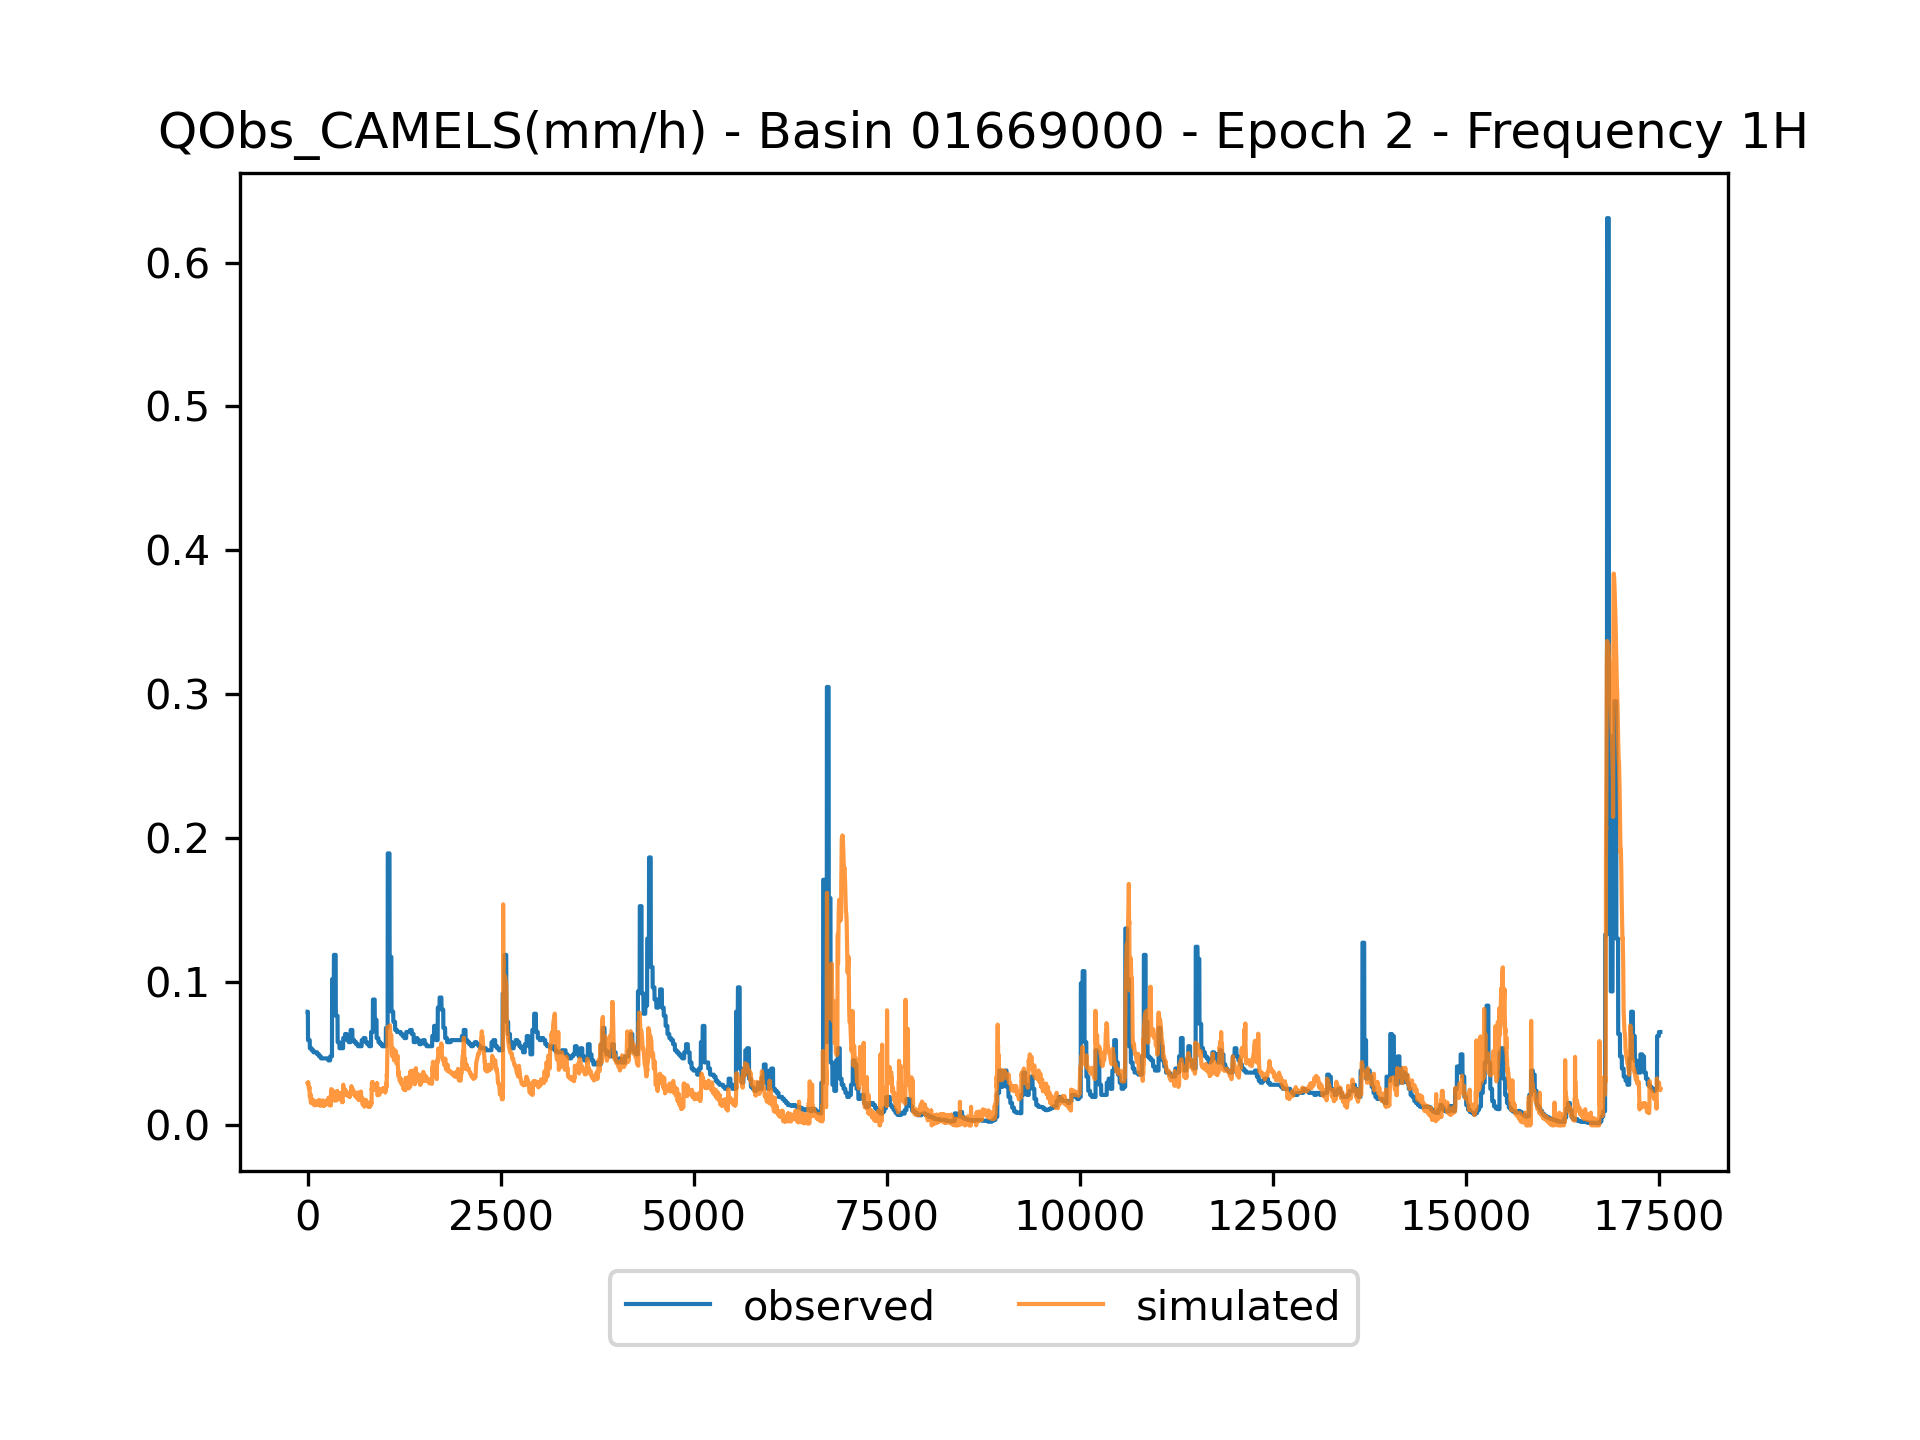 QObs_CAMELS(mm/h) - Basin 01669000 - Epoch 2 - Frequency 1H
0.6
0.5
0.4
0.3
0.2
0.1
0.0
0 2500 5000 7500 10000 12500 15000 17500
observed simulated